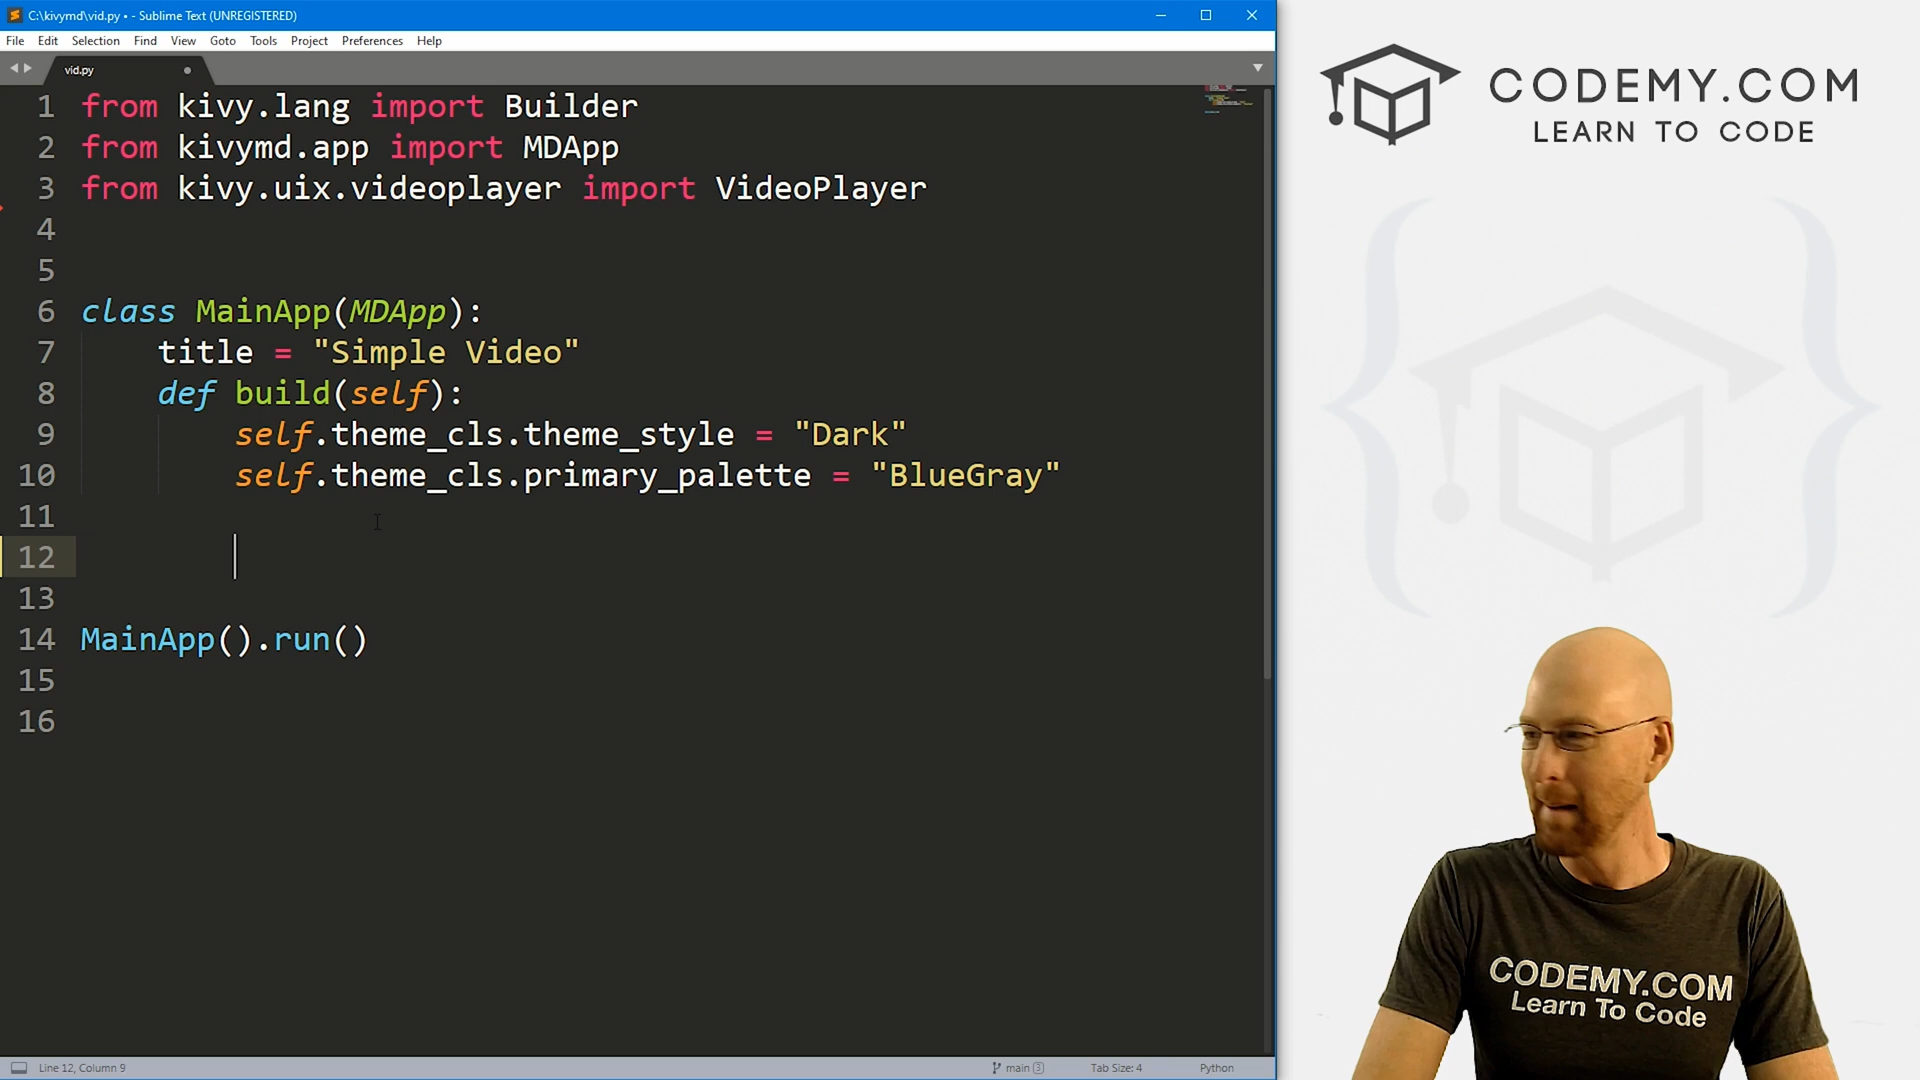 C:\kivymd\vid.py • - Sublime Text (UNREGISTERED)
File Edit Selection Find View Goto Tools Project Preferences Help
vid.py
1 from kivy.lang import Builder
2 from kivymd.app import MDApp
3 from kivy.uix.videoplayer import VideoPlayer
4
5
6 class MainApp(MDApp):
7 title = "Simple Video"
8 def build(self):
9 self.theme_cls.theme_style = "Dark"
10 self.theme_cls.primary_palette = "BlueGray"
11
12
13
14 MainApp().run()
15
16
Line 12, Column 9
main 3
Tab Size: 4
Python
CODEMY.COM
LEARN TO CODE
CODEMY.COM
Learn To Code